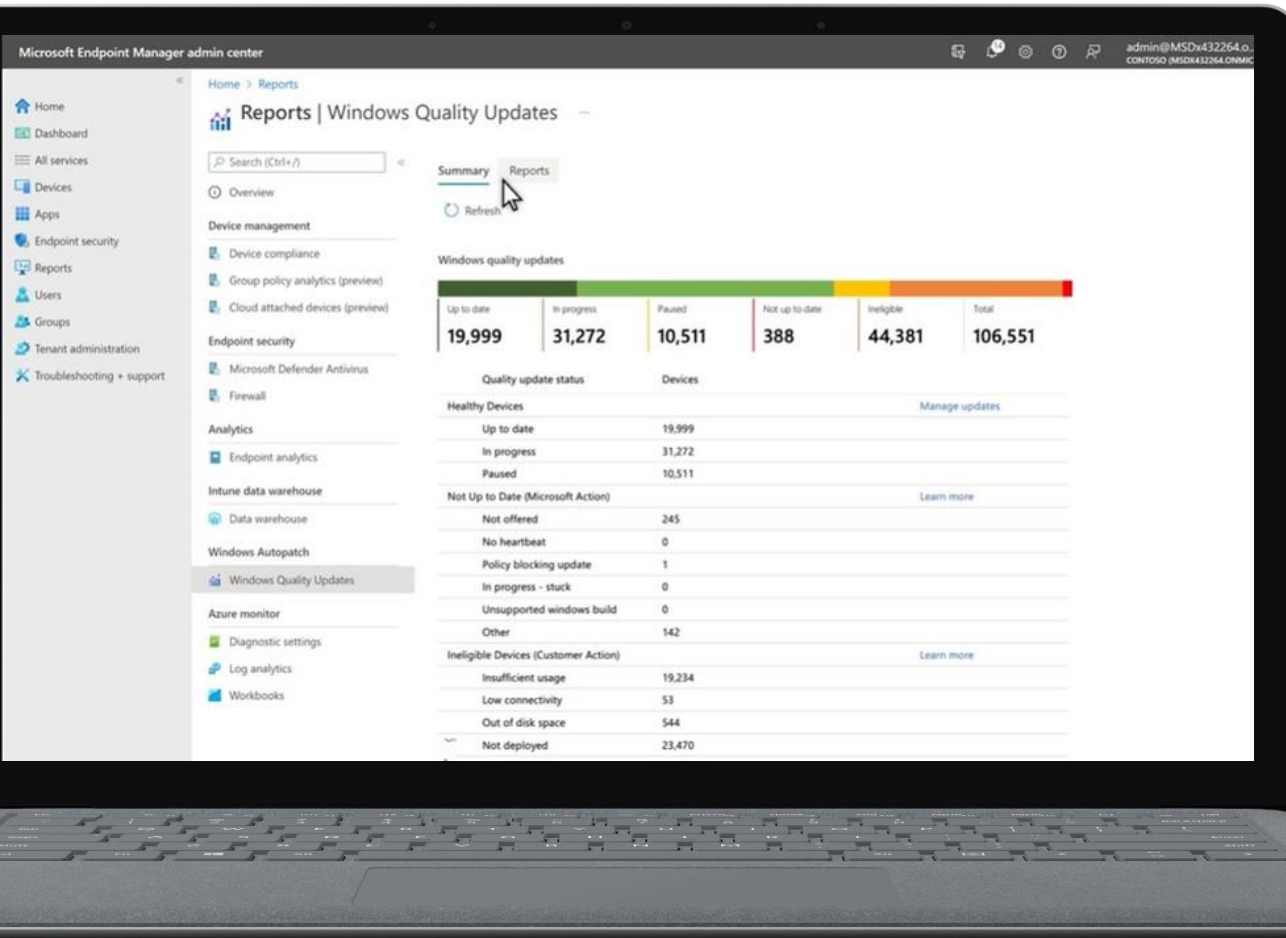 Microsoft Endpoint Manager admin center
14
admin@MSDx432264.o...
CONTOSO (MSDX432264.ONMIC
Home
Dashboard
All services
Devices
Apps
Endpoint security
Reports
Users
Groups
Tenant administration
Troubleshooting + support
Home > Reports
Reports | Windows Quality Updates ...
Search (Ctrl+/)
Overview
Device management
Device compliance
Group policy analytics (preview)
Cloud attached devices (preview)
Endpoint security
Microsoft Defender Antivirus
Firewall
Analytics
Endpoint analytics
Intune data warehouse
Data warehouse
Windows Autopatch
Windows Quality Updates
Azure monitor
Diagnostic settings
Log analytics
Workbooks
Summary Reports
Refresh
Windows quality updates
Up to date In progress Paused Not up to date Ineligible Total
19,999 31,272 10,511 388 44,381 106,551
Quality update status Devices
Healthy Devices Manage updates
Up to date 19,999
In progress 31,272
Paused 10,511
Not Up to Date (Microsoft Action) Learn more
Not offered 245
No heartbeat 0
Policy blocking update 1
In progress - stuck 0
Unsupported windows build 0
Other 142
Ineligible Devices (Customer Action) Learn more
Insufficient usage 19,234
Low connectivity 53
Out of disk space 544
Not deployed 23,470